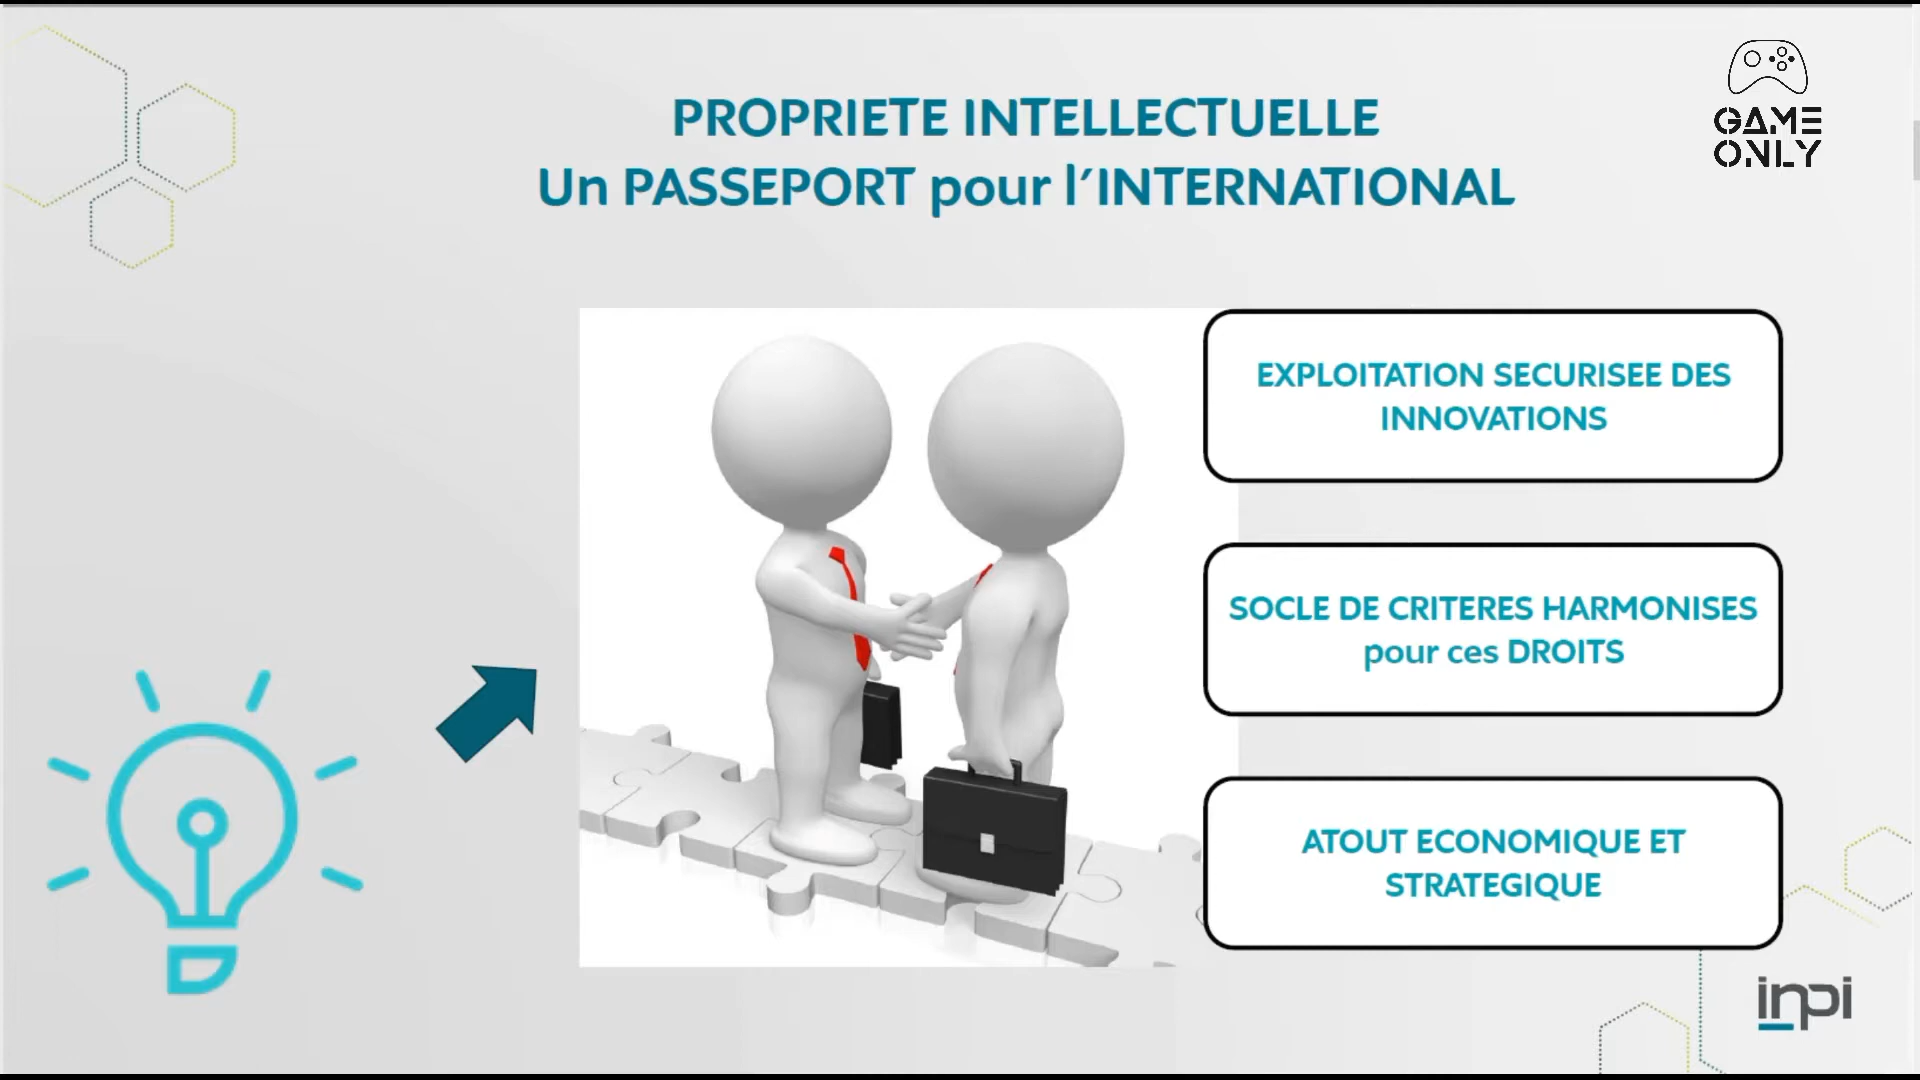 PROPRIETE INTELLECTUELLE
Un PASSEPORT pour l'INTERNATIONAL
GAME
ONLY
EXPLOITATION SECURISEE DES
INNOVATIONS
SOCLE DE CRITERES HARMONISES
pour ces DROITS
ATOUT ECONOMIQUE ET
STRATEGIQUE
inpi